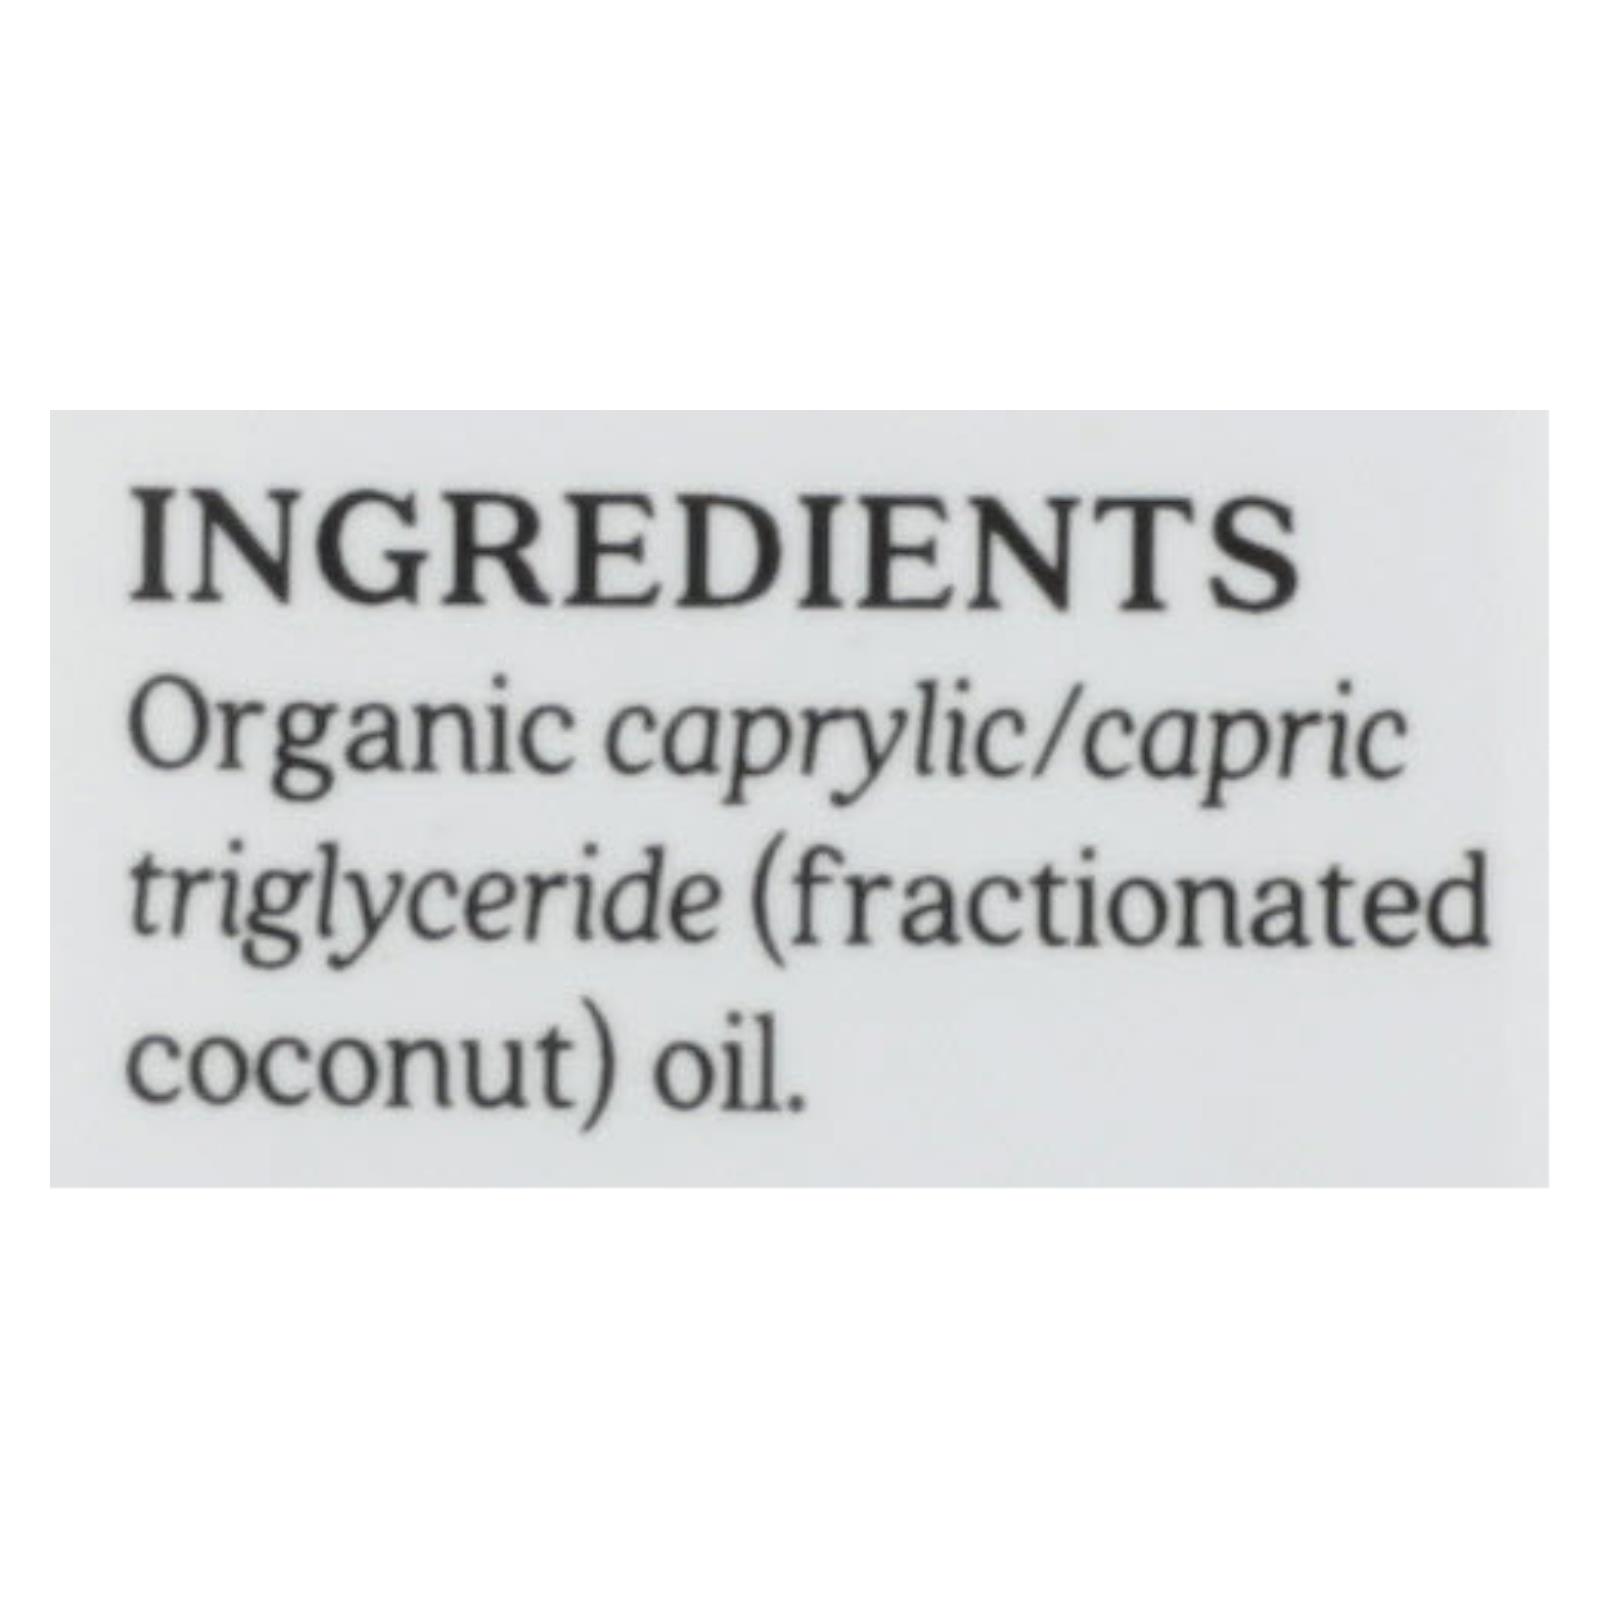 INGREDIENTS
Organic caprylic/capric
triglyceride (fractionated
coconut) oil.